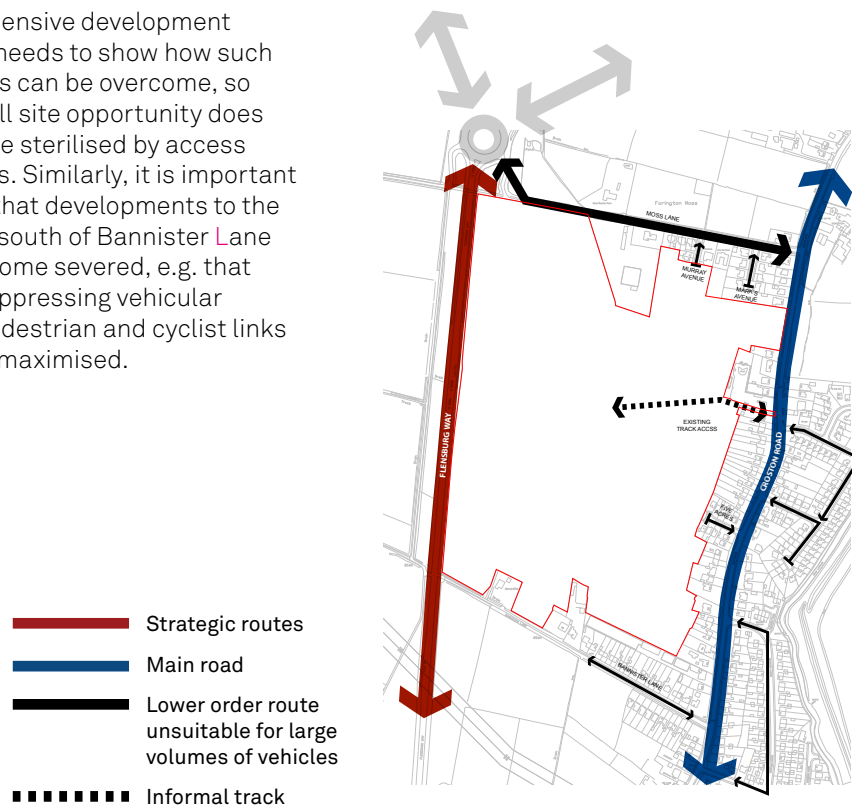 ensive development
needs to show how such
s can be overcome, so
ll site opportunity does
e sterilised by access
s. Similarly, it is important
that developments to the
south of Bannister Lane
ome severed, e.g. that
ppressing vehicular
destrian and cyclist links
maximised.
Farington Moss
MOSS LANE
MURRAY
AVENUE
MARK'S
AVENUE
EXISTING
TRACK ACCSS
FLENSBURG WAY
CROSTON ROAD
FIVE
ACRES
BANNISTER LANE
Strategic routes
Main road
Lower order route
unsuitable for large
volumes of vehicles
Informal track